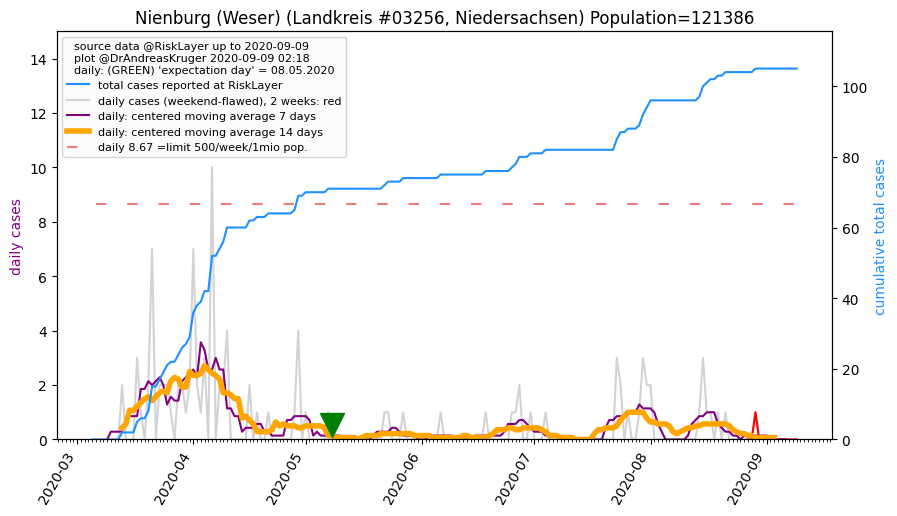 Nienburg (Weser) (Landkreis #03256, Niedersachsen) Population=121386
source data @RiskLayer up to 2020-09-09
plot @DrAndreasKruger 2020-09-09 02:18
daily: (GREEN) 'expectation day' = 08.05.2020
total cases reported at RiskLayer
daily cases (weekend-flawed), 2 weeks: red
daily: centered moving average 7 days
daily: centered moving average 14 days
daily 8.67 =limit 500/week/1mio pop.
daily cases
14
12
10
8
6
4
2
0
cumulative total cases
100
80
60
40
20
0
2020-03
2020-04
2020-05
2020-06
2020-07
2020-08
2020-09